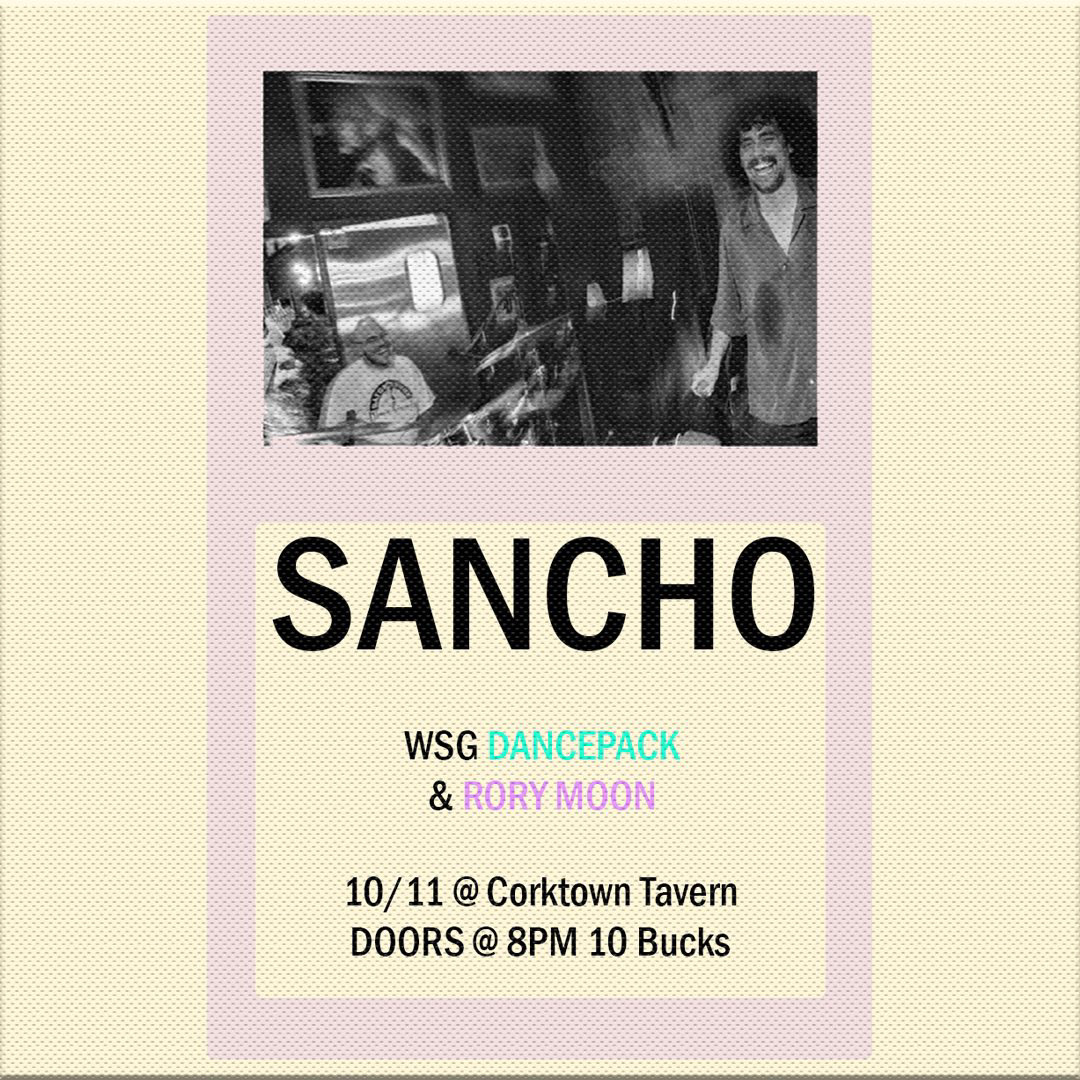 SANCHO
WSG DANCEPACK
& RORY MOON
10/11 @ Corktown Tavern
DOORS @ 8PM 10 Bucks